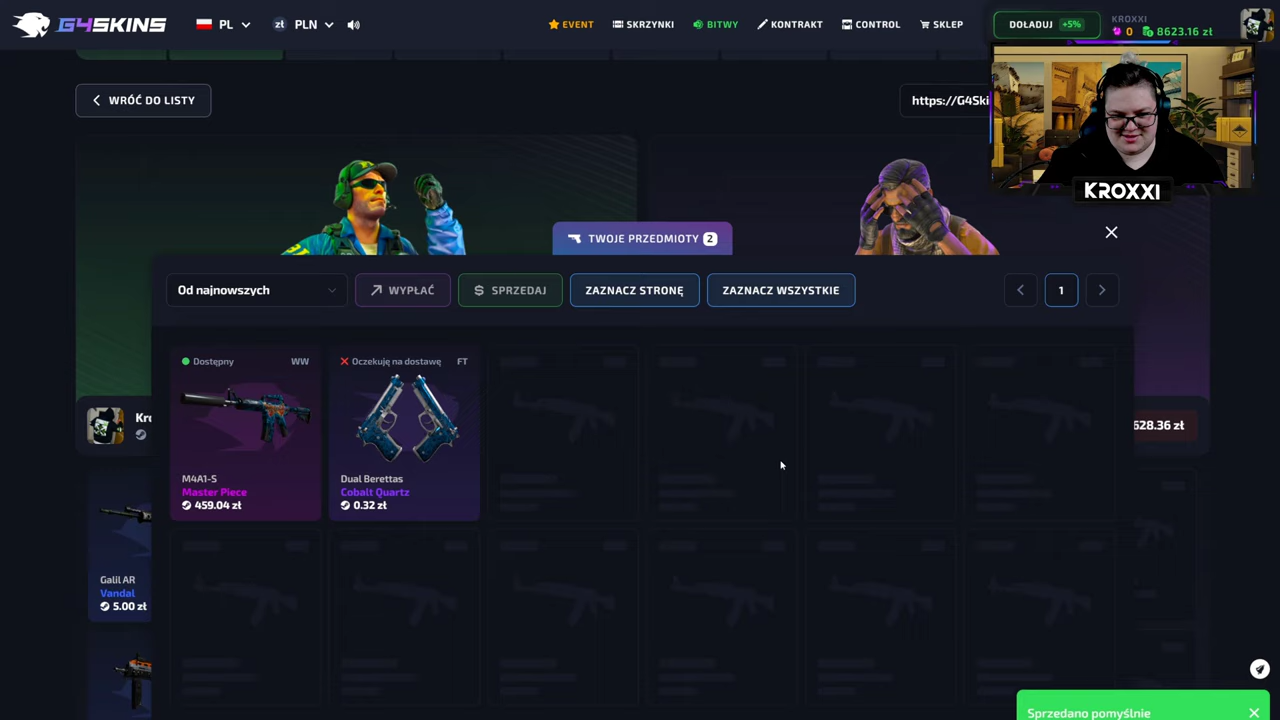 G4SKINS
PL
zł PLN
EVENT
SKRZYNKI
BITWY
KONTRAKT
CONTROL
SKLEP
DOŁADUJ +5%
KROXXI
0 8623.16 zł
WRÓĆ DO LISTY
https://G4Ski
KROXXI
TWOJE PRZEDMIOTY 2
Od najnowszych
WYPŁAĆ
$ SPRZEDAJ
ZAZNACZ STRONĘ
ZAZNACZ WSZYSTKIE
1
Dostępny WW
M4A1-S
Master Piece
459.04 zł
Oczekuję na dostawę FT
Dual Berettas
Cobalt Quartz
0.32 zł
Kro
628.36 zł
Galil AR
Vandal
5.00 zł
Sprzedano pomyślnie